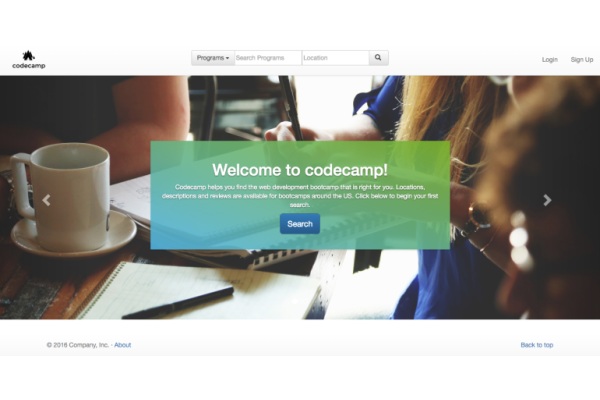 codecamp
Programs Search Programs Location
Login Sign Up
Welcome to codecamp!
Codecamp helps you find the web development bootcamp that is right for you. Locations,
descriptions and reviews are available for bootcamps around the US. Click below to begin your first
search.
Search
© 2016 Company, Inc. · About
Back to top